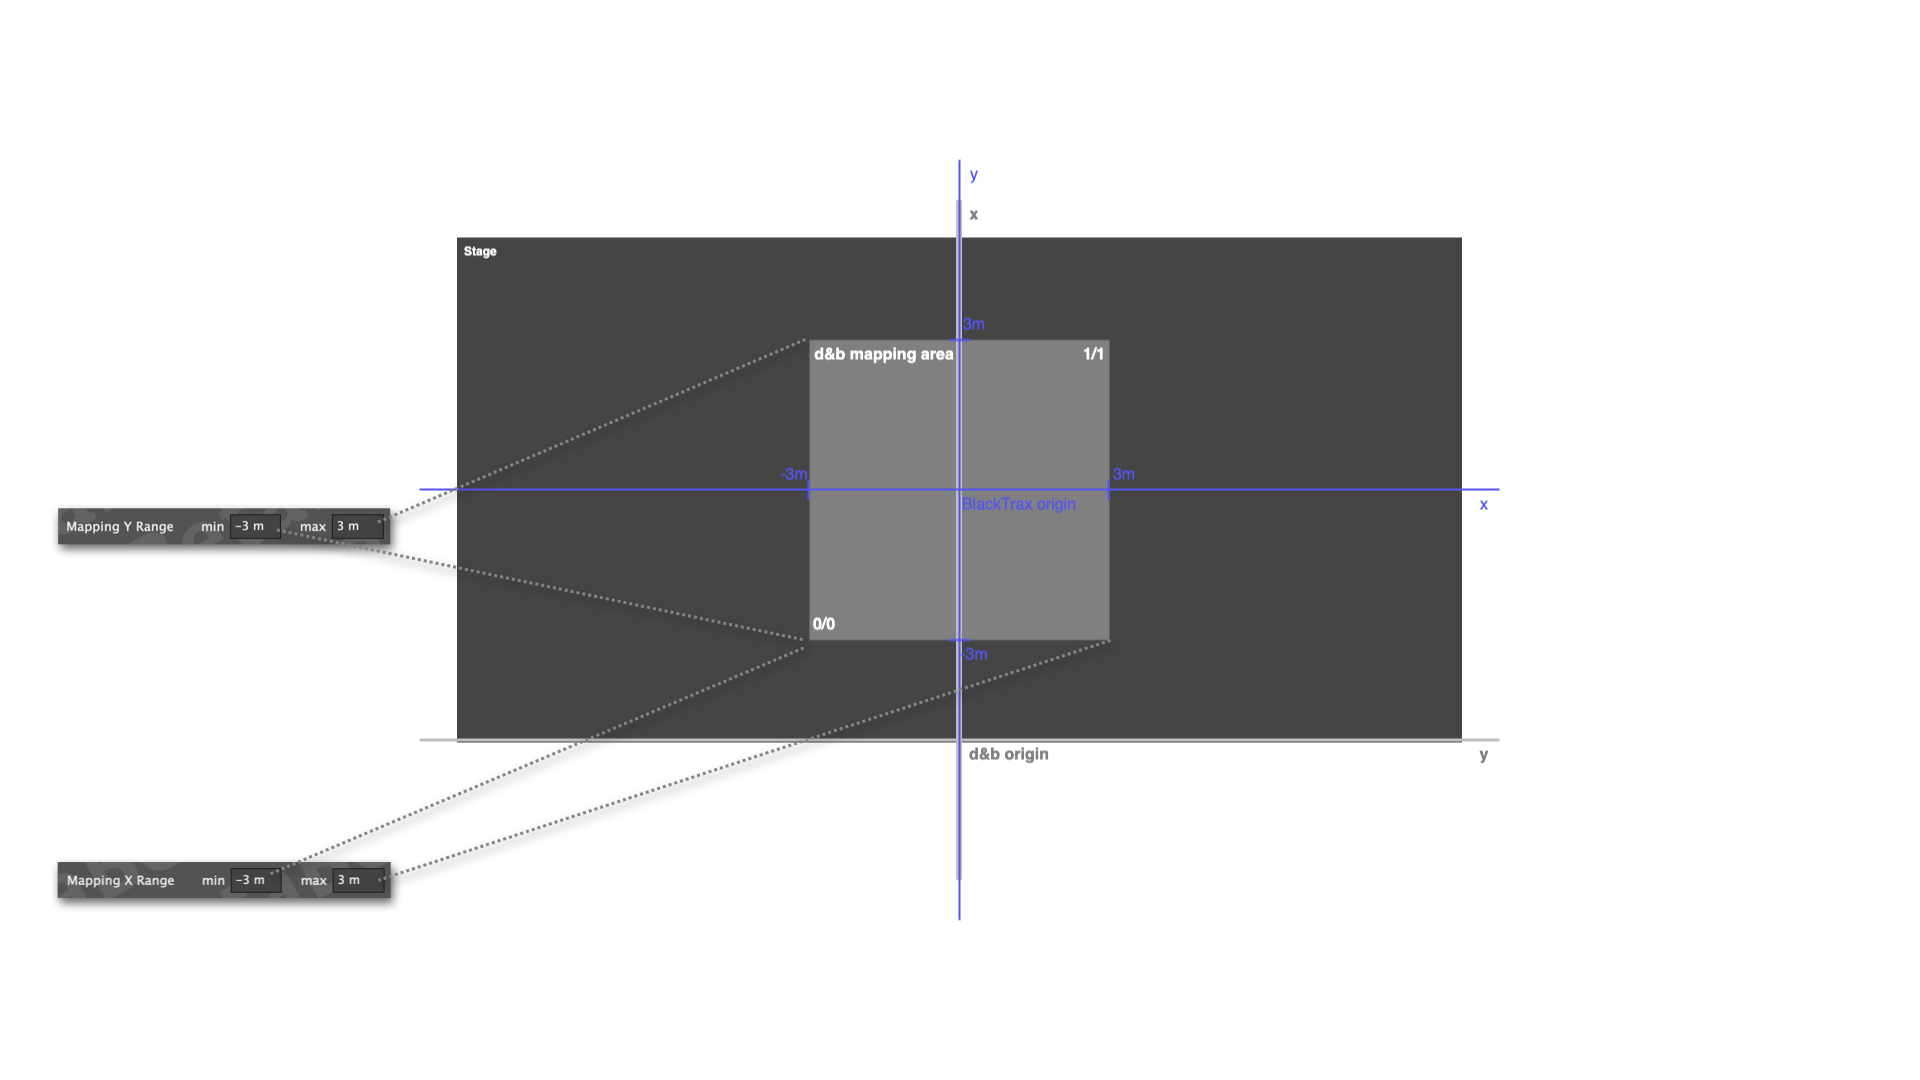 y
x
Stage
3m
d&b mapping area 1/1
-3m 3m
BlackTrax origin x
Mapping Y Range min -3 m max 3 m
0/0
-3m
d&b origin y
Mapping X Range min -3 m max 3 m